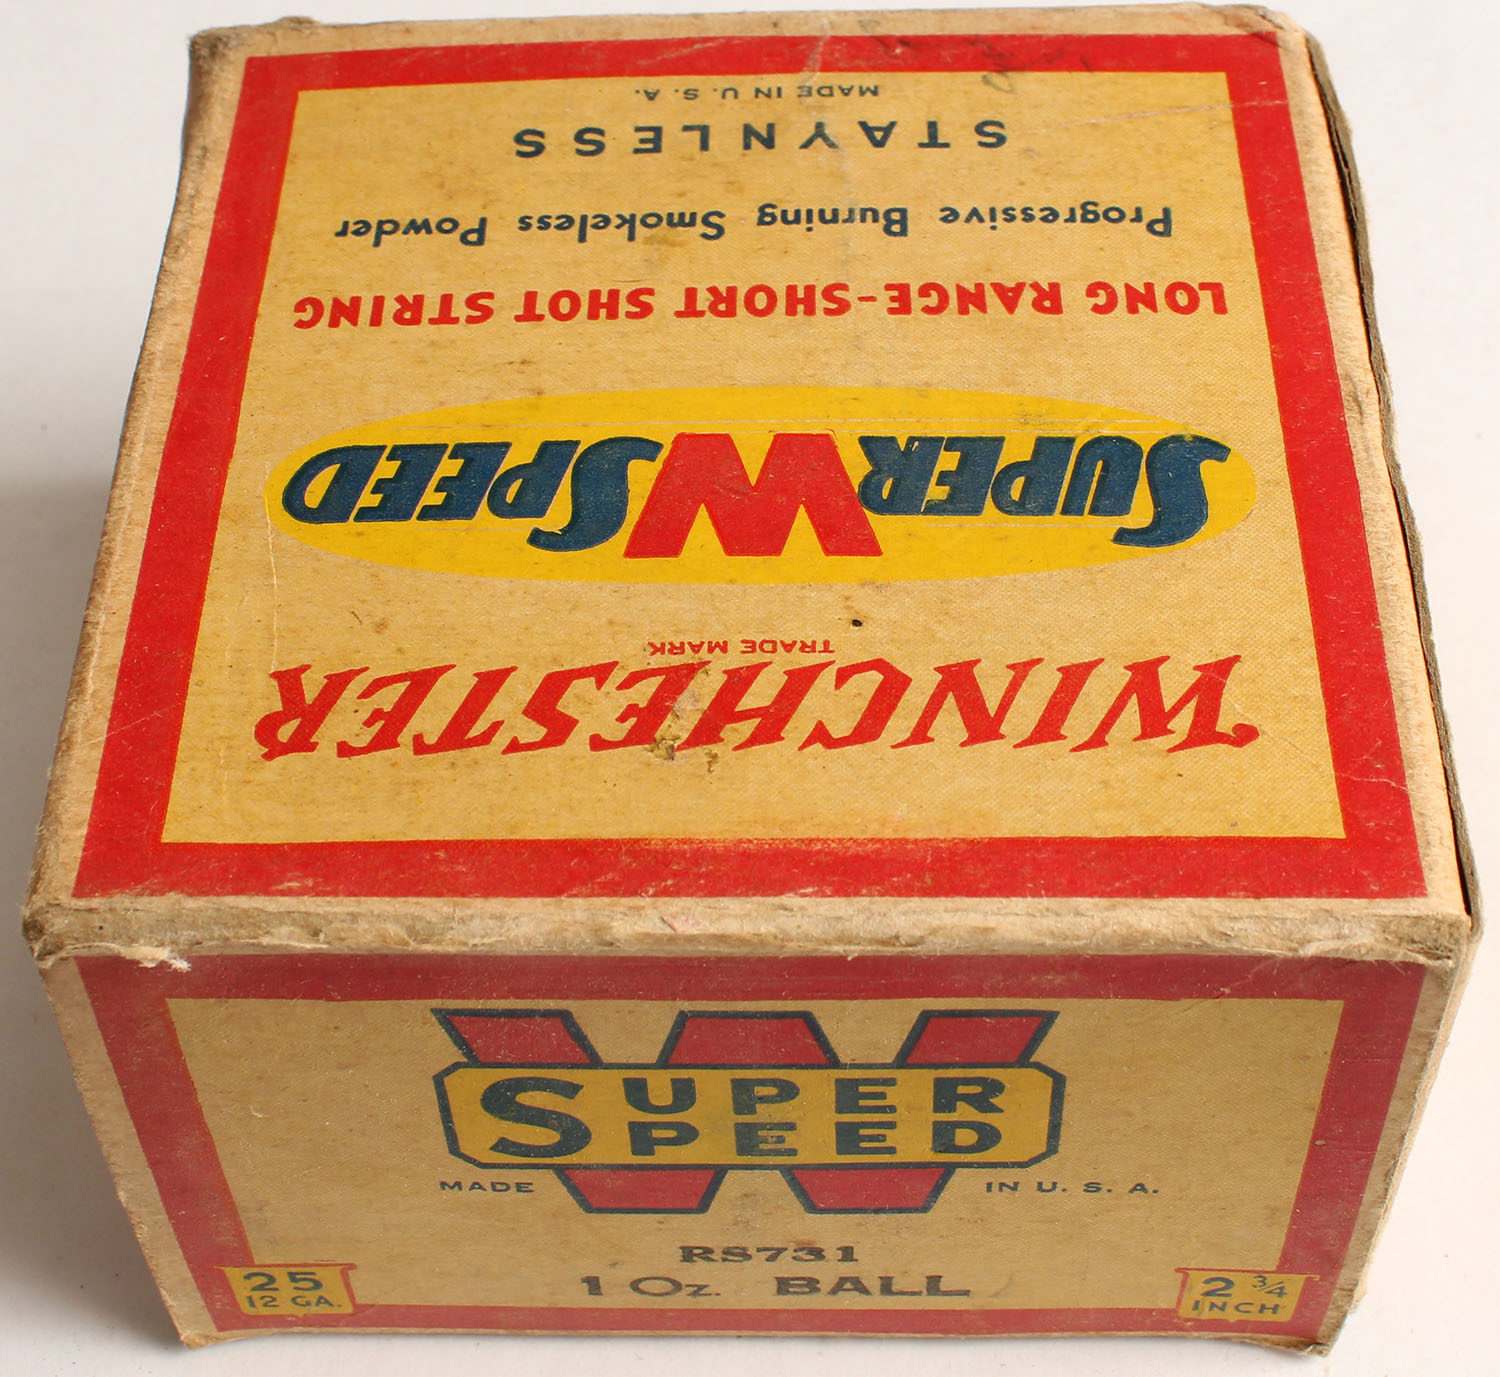 WINCHESTER
TRADE MARK
SUPER W SPEED
LONG RANGE-SHORT SHOT STRING
Progressive Burning Smokeless Powder
STAYNLESS
MADE IN U. S. A.
W
SUPER
SPEED
MADE IN U. S. A.
RS731
1 Oz. BALL
25
12 GA.
2 3/4
INCH